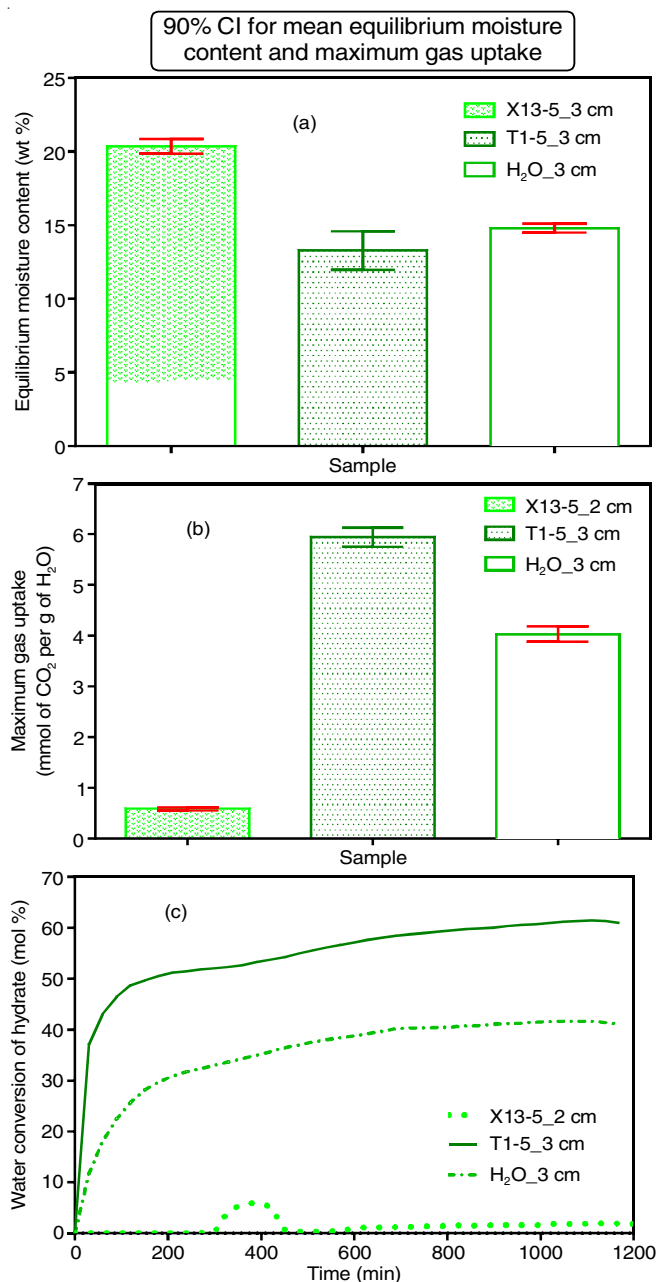 90% CI for mean equilibrium moisture
content and maximum gas uptake
25
20
15
10
5
0
Equilibrium moisture content (wt %)
(a)
X13-5_3 cm
T1-5_3 cm
H₂O_3 cm
Sample
7
6
5
4
3
2
1
0
Maximum gas uptake
(mmol of CO₂ per g of H₂O)
(b)
X13-5_2 cm
T1-5_3 cm
H₂O_3 cm
Sample
70
60
50
40
30
20
10
0
Water conversion of hydrate (mol %)
(c)
X13-5_2 cm
T1-5_3 cm
H₂O_3 cm
0 200 400 600 800 1000 1200
Time (min)